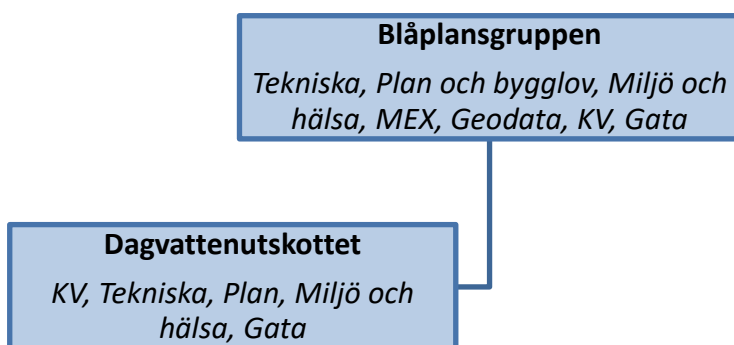 Blåplansgruppen
Tekniska, Plan och bygglov, Miljö och
hälsa, MEX, Geodata, KV, Gata
Dagvattenutskottet
KV, Tekniska, Plan, Miljö och
hälsa, Gata